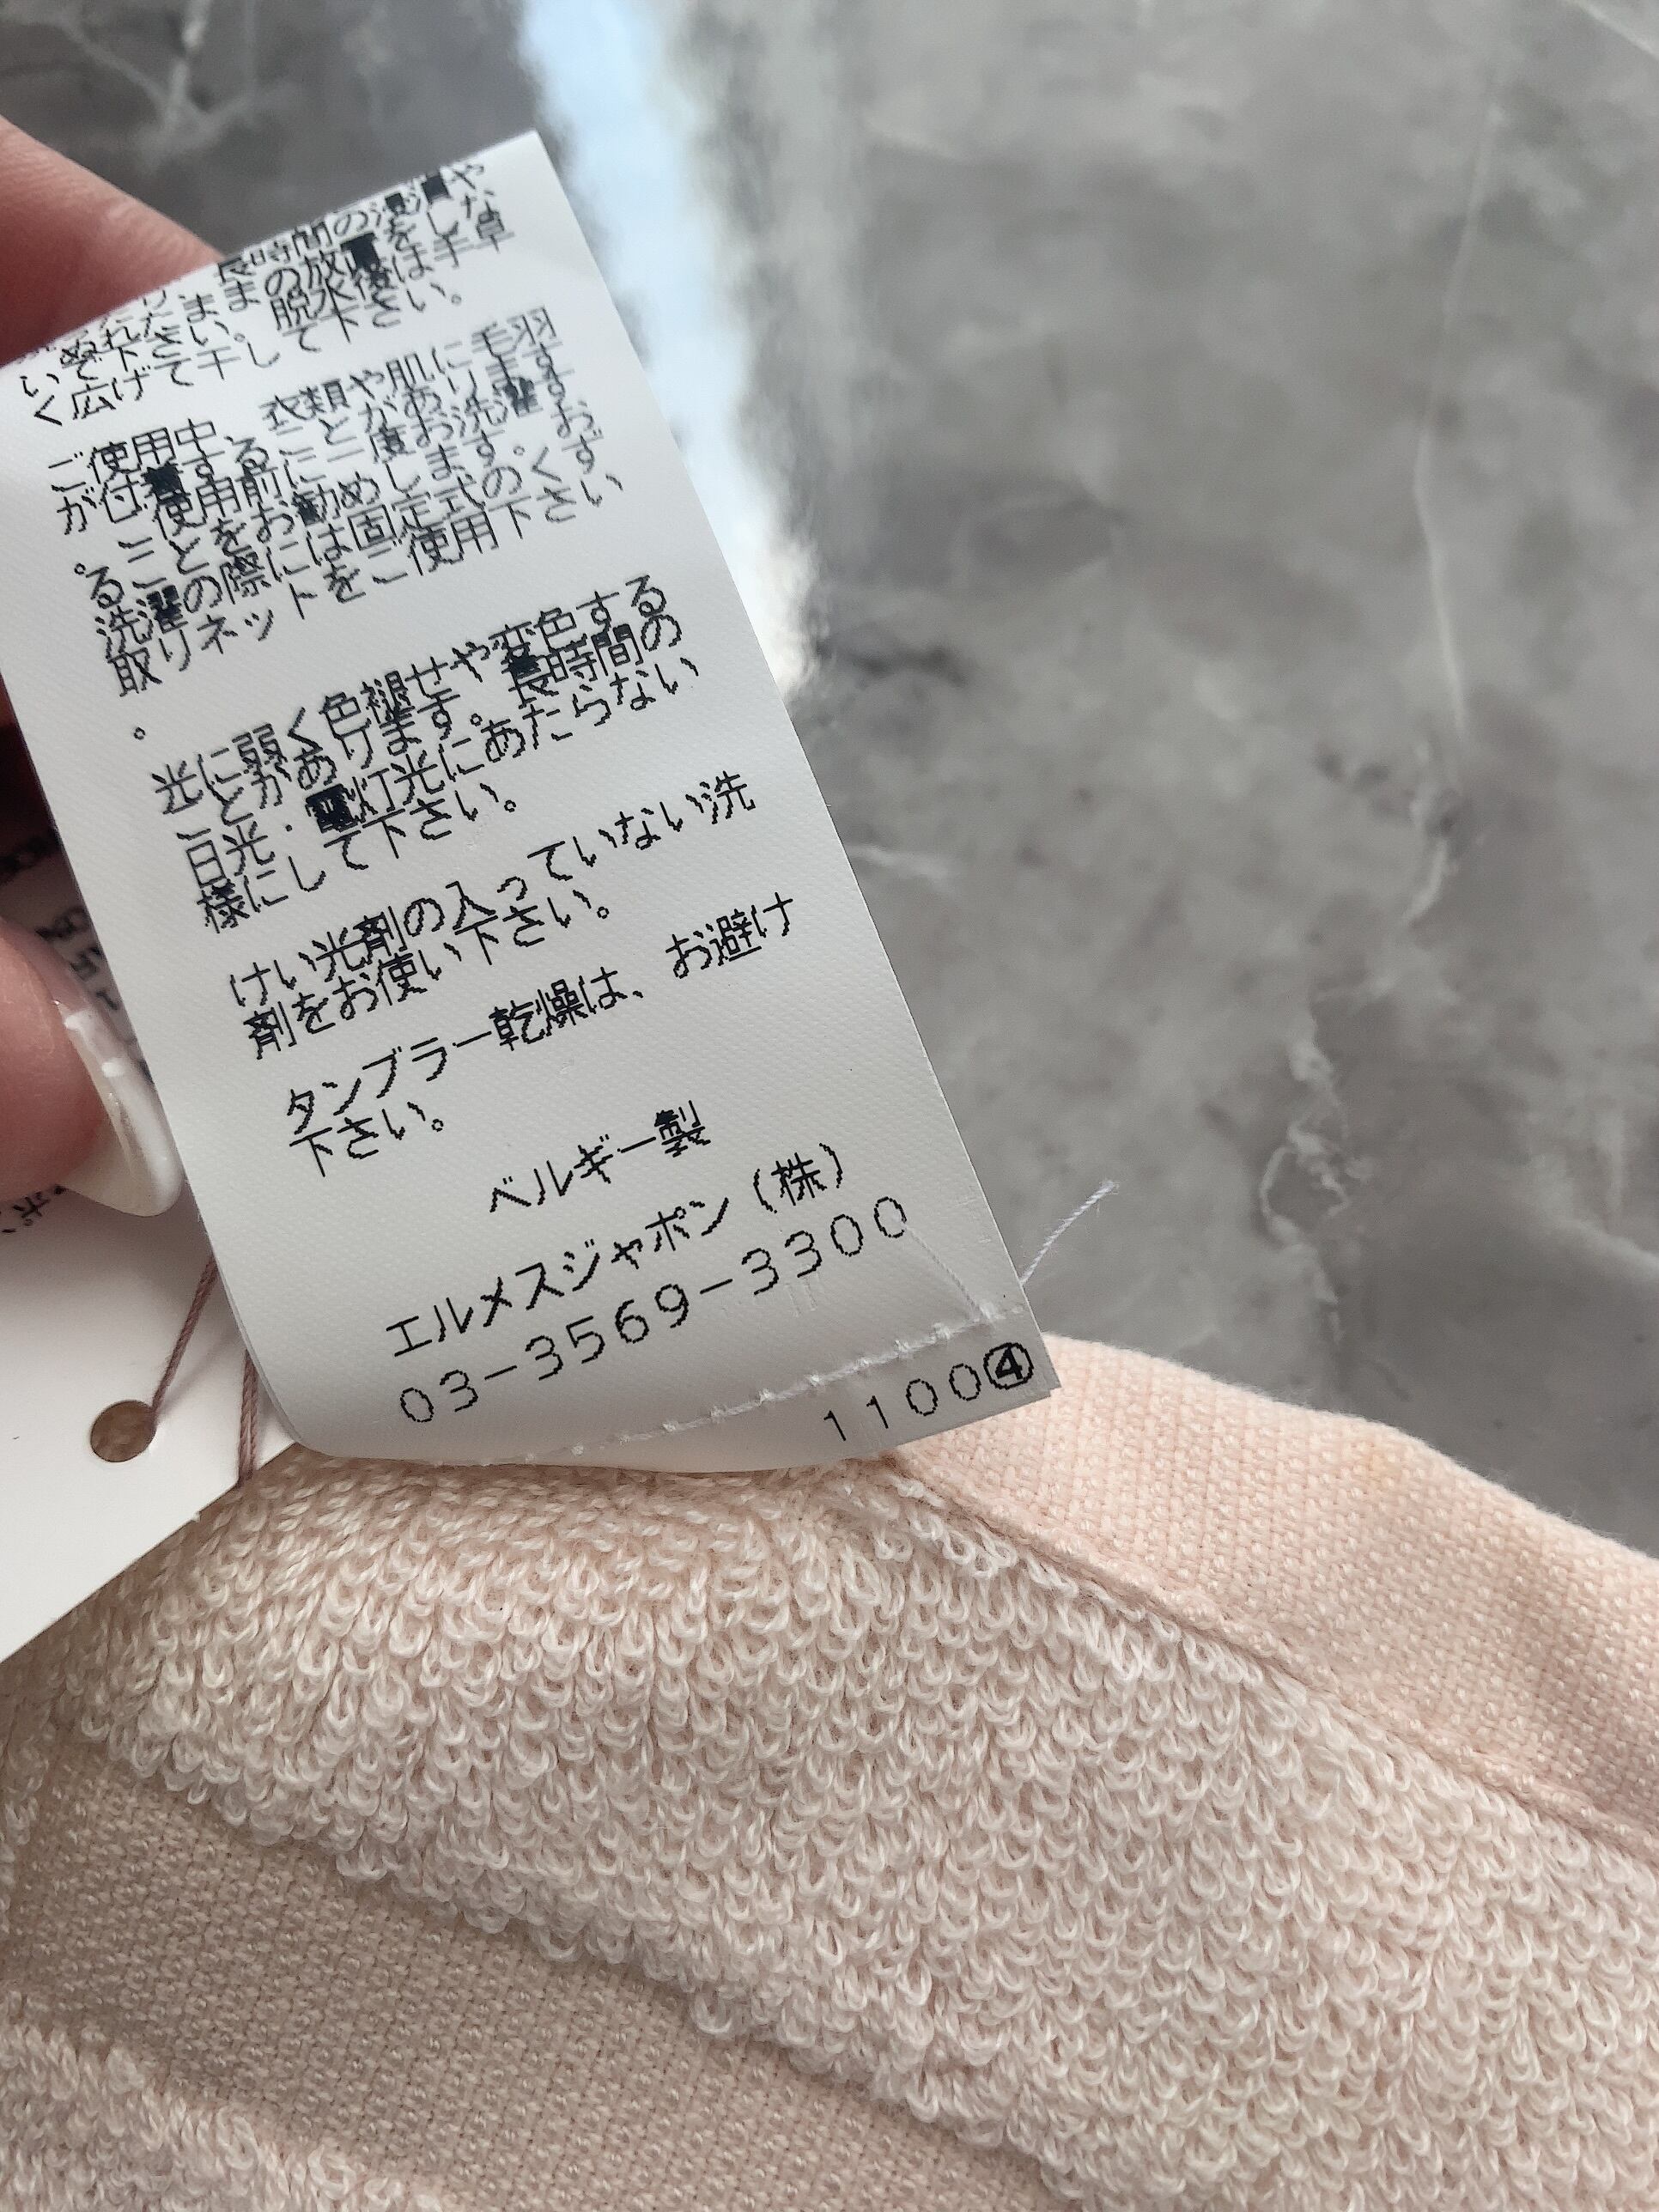 長時間の浸漬や
ぬれたままの放置をしな
いで下さい。脱水後は手早
く広げて干して下さい。
ご使用中、衣類や肌に毛羽
が付着することがあります
。ご使用前に一度お洗濯す
ることをお勧めします。お
洗濯の際には固定式のくず
取りネットをご使用下さい
。
光に弱く色褪せや変色する
ことがあります。長時間の
日光・電灯光にあたらない
様にして下さい。
けい光剤の入っていない洗
剤をお使い下さい。
タンブラー乾燥は、お避け
下さい。
ベルギー製
エルメスジャポン(株)
03-3569-3300
1100④